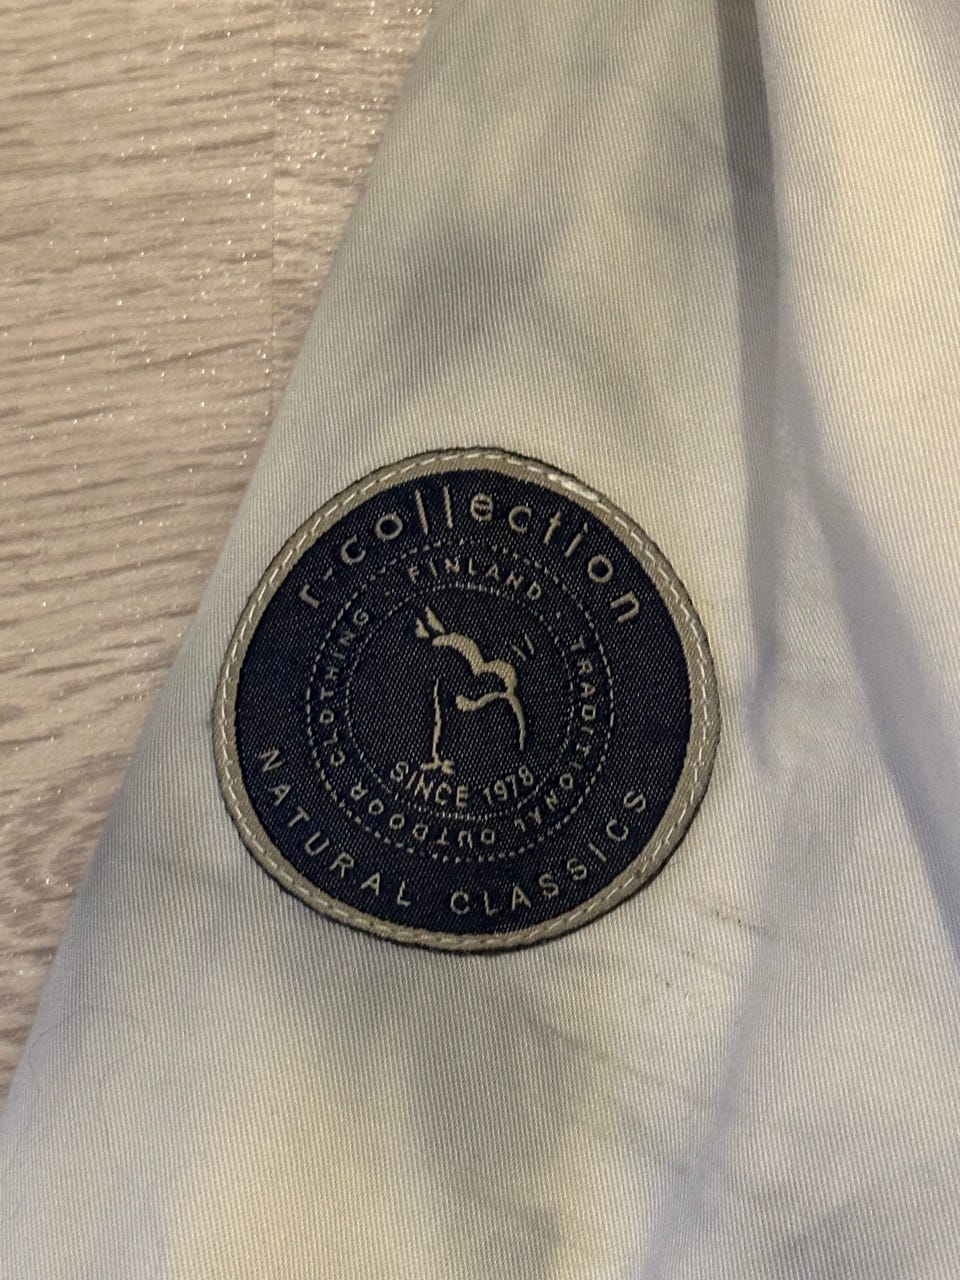 r-collection
FINLAND : TRADITIONAL OUTDOOR CLOTHING
SINCE 1978
NATURAL CLASSICS